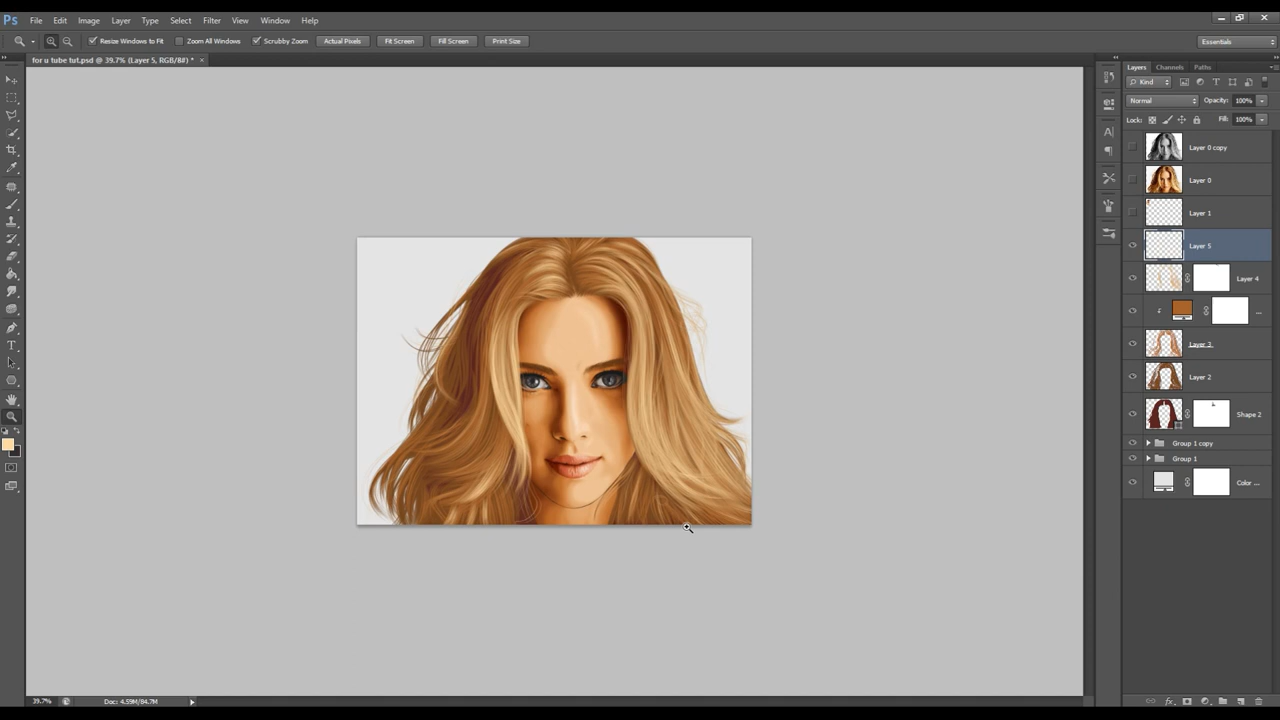 Ps File Edit Image Layer Type Select Filter View Window Help
Resize Windows to Fit Zoom All Windows Scrubby Zoom Actual Pixels Fit Screen Fill Screen Print Size Essentials
for u tube tut.psd @ 39.7% (Layer 5, RGB/8#) * ×
Layers Channels Paths
Kind
Normal Opacity: 100%
Lock: Fill: 100%
Layer 0 copy
Layer 0
Layer 1
Layer 5
Layer 4
...
Layer 3
Layer 2
Shape 2
Group 1 copy
Group 1
Color ...
39.7% Doc: 4.59M/84.7M